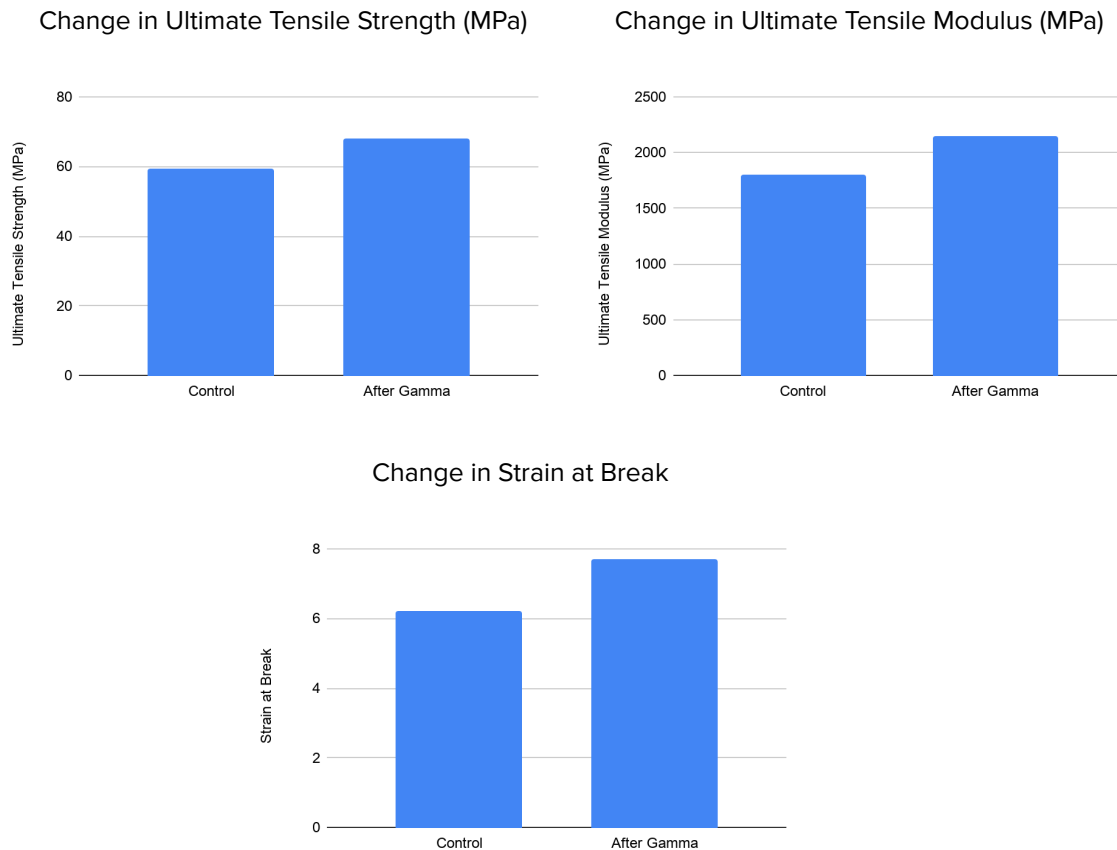 Change in Ultimate Tensile Strength (MPa)
Ultimate Tensile Strength (MPa)
80
60
40
20
0
Control
After Gamma
Change in Ultimate Tensile Modulus (MPa)
Ultimate Tensile Modulus (MPa)
2500
2000
1500
1000
500
0
Control
After Gamma
Change in Strain at Break
Strain at Break
8
6
4
2
0
Control
After Gamma